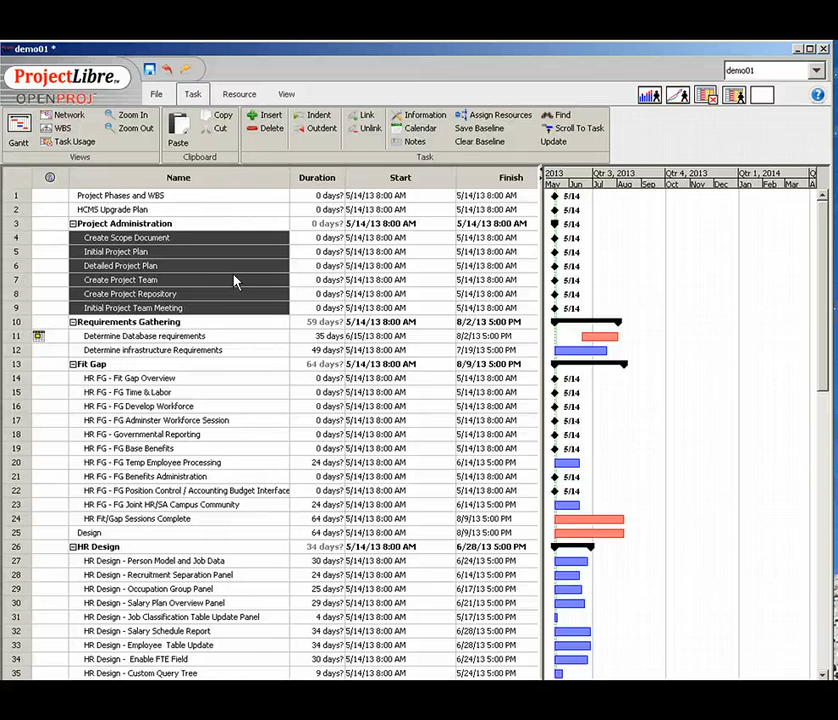 demo01 *
ProjectLibre™
OPENPROJ
File Task Resource View
demo01
Network Zoom In Copy Insert Indent Link Information Assign Resources Find
WBS Zoom Out Cut Delete Outdent Unlink Calendar Save Baseline Scroll To Task
Gantt Task Usage Paste Notes Clear Baseline Update
Views Clipboard Task
Name Duration Start Finish
2013 Qtr 3, 2013 Qtr 4, 2013 Qtr 1, 2014 Q
May Jun Jul Aug Sep Oct Nov Dec Jan Feb Mar A
1 Project Phases and WBS 0 days? 5/14/13 8:00 AM 5/14/13 8:00 AM 5/14
2 HCMS Upgrade Plan 0 days? 5/14/13 8:00 AM 5/14/13 8:00 AM 5/14
3 Project Administration 0 days? 5/14/13 8:00 AM 5/14/13 8:00 AM 5/14
4 Create Scope Document 0 days? 5/14/13 8:00 AM 5/14/13 8:00 AM 5/14
5 Initial Project Plan 0 days? 5/14/13 8:00 AM 5/14/13 8:00 AM 5/14
6 Detailed Project Plan 0 days? 5/14/13 8:00 AM 5/14/13 8:00 AM 5/14
7 Create Project Team 0 days? 5/14/13 8:00 AM 5/14/13 8:00 AM 5/14
8 Create Project Repository 0 days? 5/14/13 8:00 AM 5/14/13 8:00 AM 5/14
9 Initial Project Team Meeting 0 days? 5/14/13 8:00 AM 5/14/13 8:00 AM 5/14
10 Requirements Gathering 59 days? 5/14/13 8:00 AM 8/2/13 5:00 PM
11 Determine Database requirements 35 days 6/15/13 8:00 AM 8/2/13 5:00 PM
12 Determine infrastructure Requirements 49 days? 5/14/13 8:00 AM 7/19/13 5:00 PM
13 Fit Gap 64 days? 5/14/13 8:00 AM 8/9/13 5:00 PM
14 HR FG - Fit Gap Overview 0 days? 5/14/13 8:00 AM 5/14/13 8:00 AM 5/14
15 HR FG - Time & Labor 0 days? 5/14/13 8:00 AM 5/14/13 8:00 AM 5/14
16 HR FG - Develop Workforce 0 days? 5/14/13 8:00 AM 5/14/13 8:00 AM 5/14
17 HR FG - Adminster Workforce Session 0 days? 5/14/13 8:00 AM 5/14/13 8:00 AM 5/14
18 HR FG - Governmental Reporting 0 days? 5/14/13 8:00 AM 5/14/13 8:00 AM 5/14
19 HR FG - Base Benefits 0 days? 5/14/13 8:00 AM 5/14/13 8:00 AM 5/14
20 HR FG - Temp Employee Processing 24 days? 5/14/13 8:00 AM 6/14/13 5:00 PM
21 HR FG - Benefits Administration 0 days? 5/14/13 8:00 AM 5/14/13 8:00 AM 5/14
22 HR FG - Position Control / Accounting Budget Interface 0 days? 5/14/13 8:00 AM 5/14/13 8:00 AM 5/14
23 HR FG - Joint HR/SA Campus Community 24 days? 5/14/13 8:00 AM 6/14/13 5:00 PM
24 HR Fit/Gap Sessions Complete 64 days? 5/14/13 8:00 AM 8/9/13 5:00 PM
25 Design 64 days? 5/14/13 8:00 AM 8/9/13 5:00 PM
26 HR Design 34 days? 5/14/13 8:00 AM 6/28/13 5:00 PM
27 HR Design - Person Model and Job Data 30 days? 5/14/13 8:00 AM 6/24/13 5:00 PM
28 HR Design - Recruitment Separation Panel 24 days? 5/14/13 8:00 AM 6/14/13 5:00 PM
29 HR Design - Occupation Group Panel 25 days? 5/14/13 8:00 AM 6/17/13 5:00 PM
30 HR Design - Salary Plan Overview Panel 29 days? 5/14/13 8:00 AM 6/21/13 5:00 PM
31 HR Design - Job Classification Table Update Panel 4 days? 5/14/13 8:00 AM 5/17/13 5:00 PM
32 HR Design - Salary Schedule Report 34 days? 5/14/13 8:00 AM 6/28/13 5:00 PM
33 HR Design - Employee Table Update 34 days? 5/14/13 8:00 AM 6/28/13 5:00 PM
34 HR Design - Enable FTE Field 30 days? 5/14/13 8:00 AM 6/24/13 5:00 PM
35 HR Design - Custom Query Tree 9 days? 5/14/13 8:00 AM 5/24/13 5:00 PM